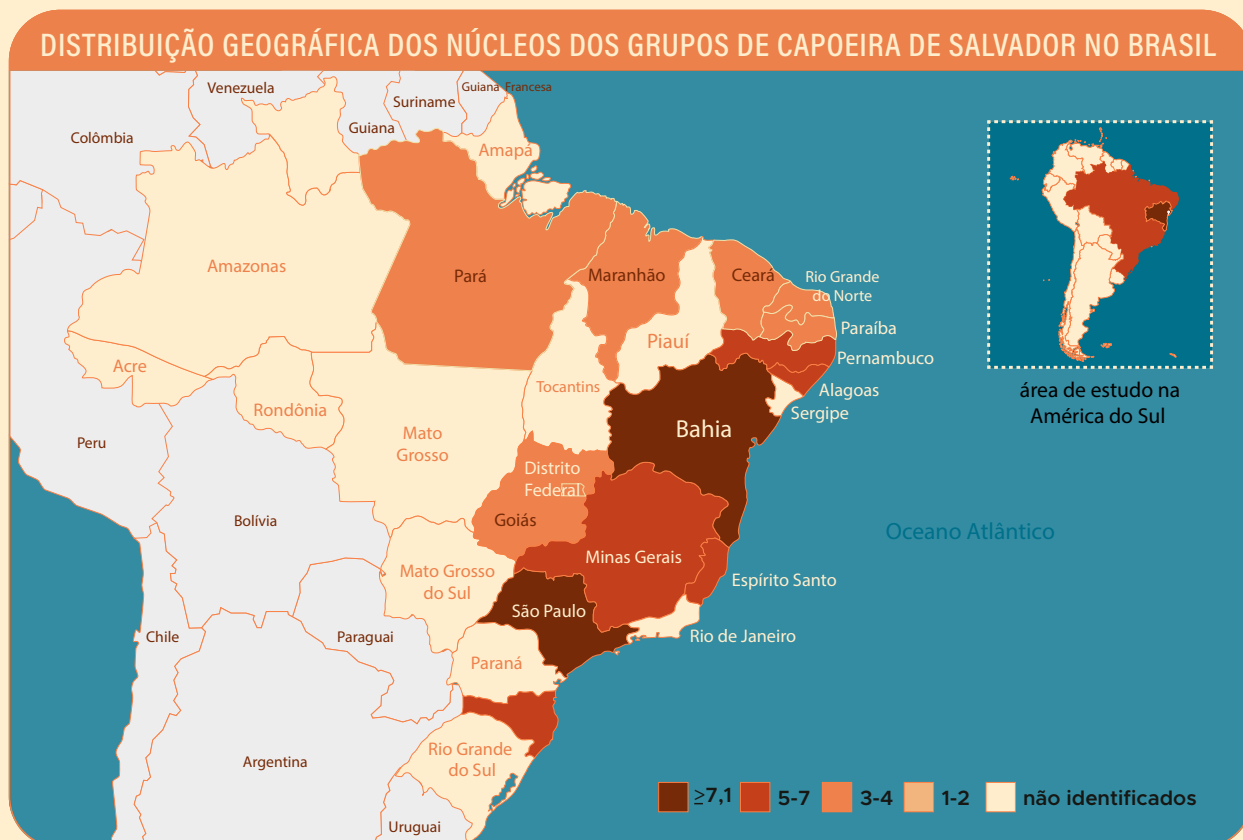 DISTRIBUIÇÃO GEOGRÁFICA DOS NÚCLEOS DOS GRUPOS DE CAPOEIRA DE SALVADOR NO BRASIL
Venezuela
Guiana Francesa
Suriname
Colômbia
Guiana
Amapá
Amazonas
Pará
Maranhão
Ceará
Rio Grande
do Norte
Paraíba
Piauí
Pernambuco
Acre
Tocantins
Alagoas
Rondônia
Sergipe
Bahia
Peru
Mato
Grosso
Distrito
Federal
Goiás
Bolívia
Minas Gerais
Oceano Atlântico
Mato Grosso
do Sul
Espírito Santo
São Paulo
Chile
Paraguai
Rio de Janeiro
Paraná
Rio Grande
do Sul
Argentina
Uruguai
área de estudo na
América do Sul
≥7,1
5-7
3-4
1-2
não identificados